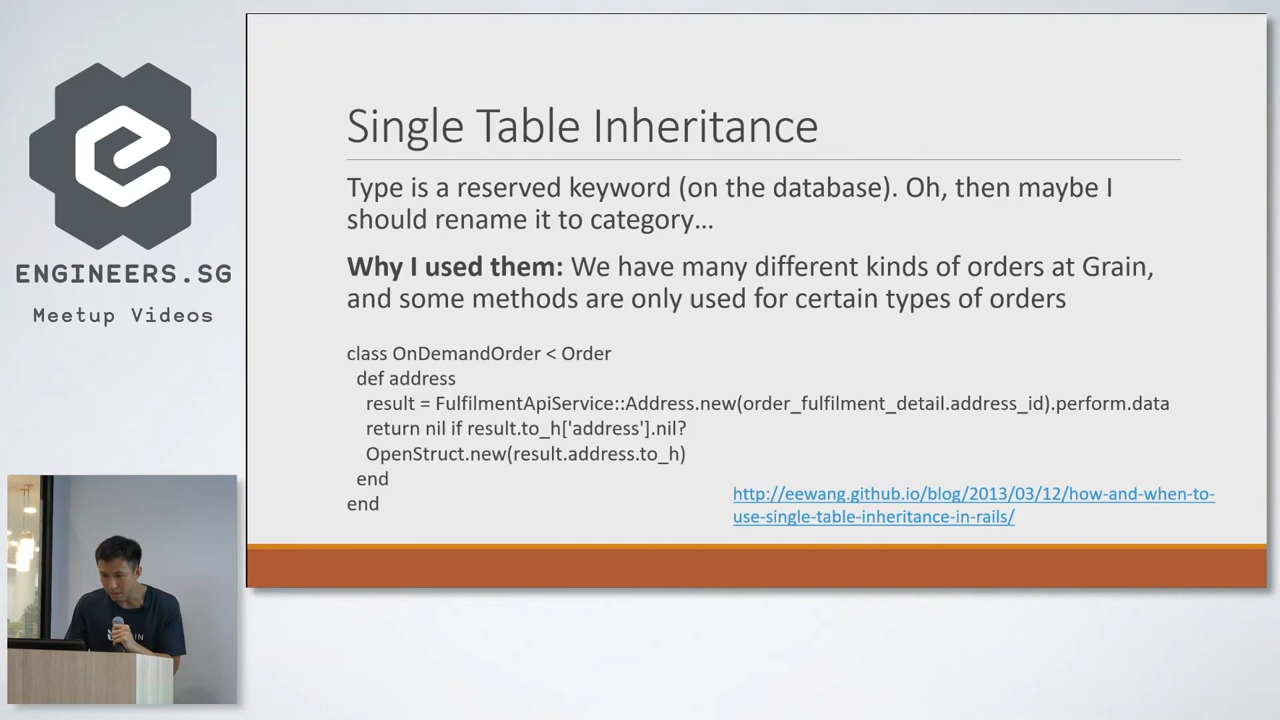 ENGINEERS.SG
Meetup Videos
Single Table Inheritance
Type is a reserved keyword (on the database). Oh, then maybe I
should rename it to category…
Why I used them: We have many different kinds of orders at Grain,
and some methods are only used for certain types of orders
class OnDemandOrder < Order
def address
result = FulfilmentApiService::Address.new(order_fulfilment_detail.address_id).perform.data
return nil if result.to_h['address'].nil?
OpenStruct.new(result.address.to_h)
end
end
http://eewang.github.io/blog/2013/03/12/how-and-when-to-
use-single-table-inheritance-in-rails/